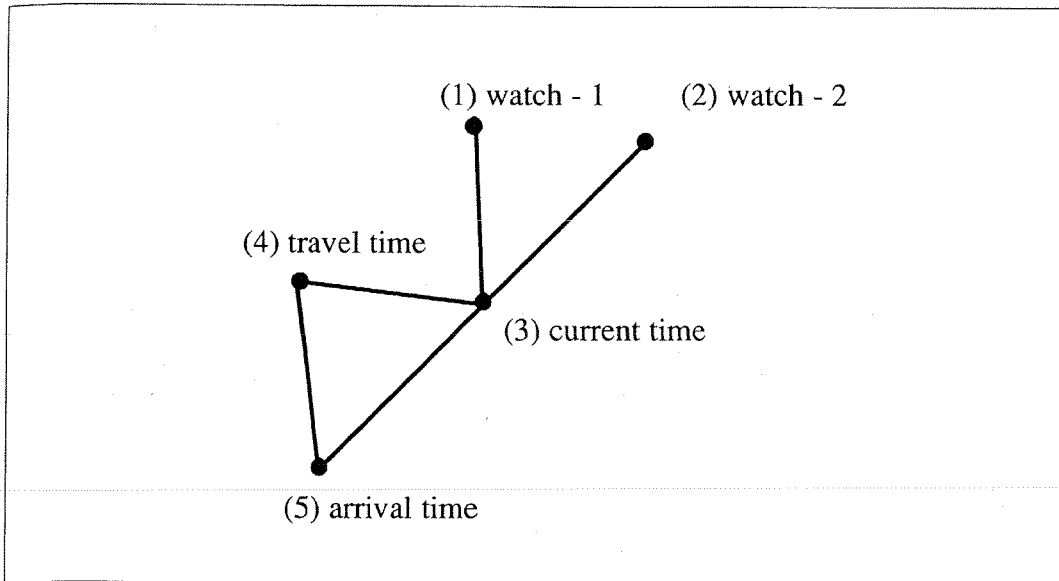 (1) watch - 1
(2) watch - 2
(4) travel time
(3) current time
(5) arrival time